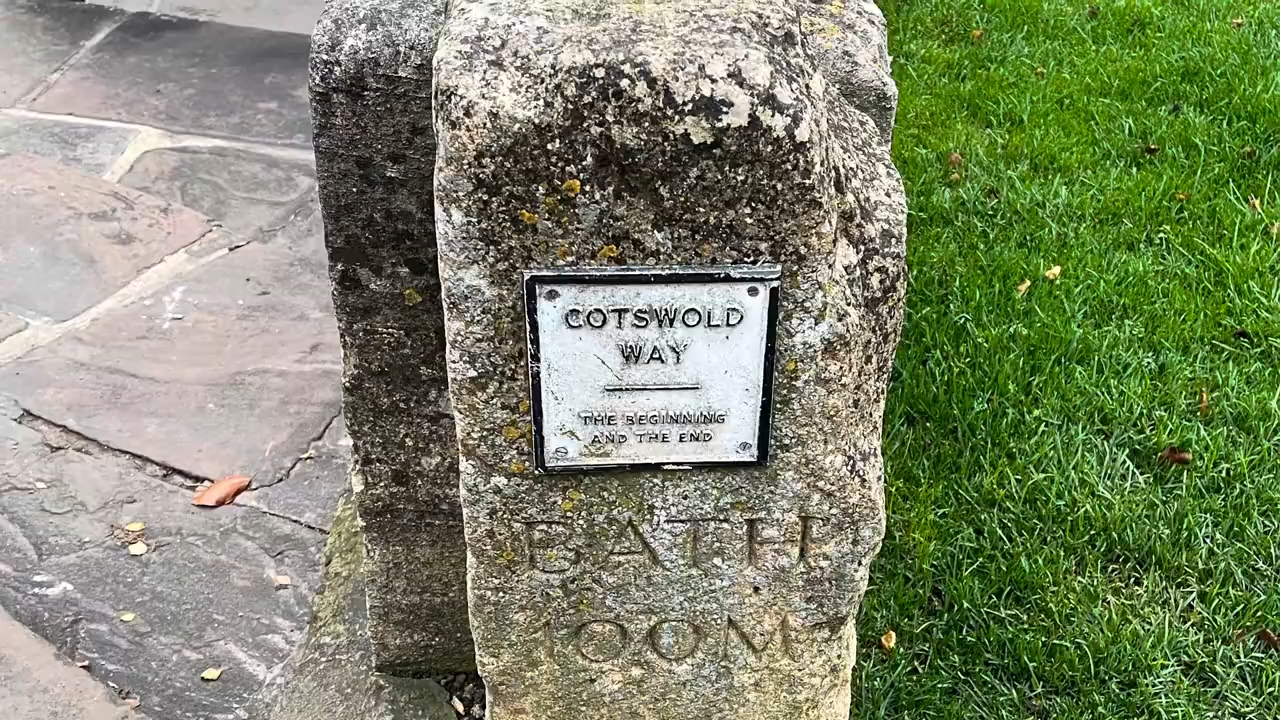 COTSWOLD
WAY
THE BEGINNING
AND THE END
BATH
100M